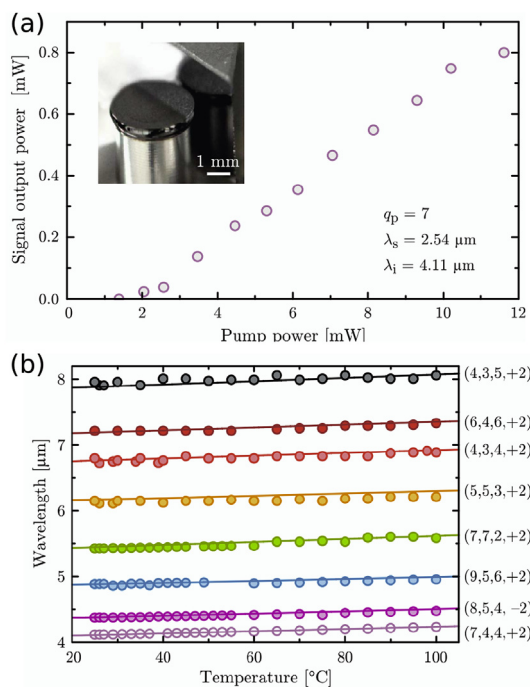 (a)
Signal output power [mW]
0.8
0.6
0.4
0.2
0.0
1 mm
q_p = 7
λ_s = 2.54 µm
λ_i = 4.11 µm
0 2 4 6 8 10 12
Pump power [mW]
(b)
Wavelength [µm]
8
7
6
5
4
(4,3,5,+2)
(6,4,6,+2)
(4,3,4,+2)
(5,5,3,+2)
(7,7,2,+2)
(9,5,6,+2)
(8,5,4, −2)
(7,4,4,+2)
20 40 60 80 100
Temperature [°C]